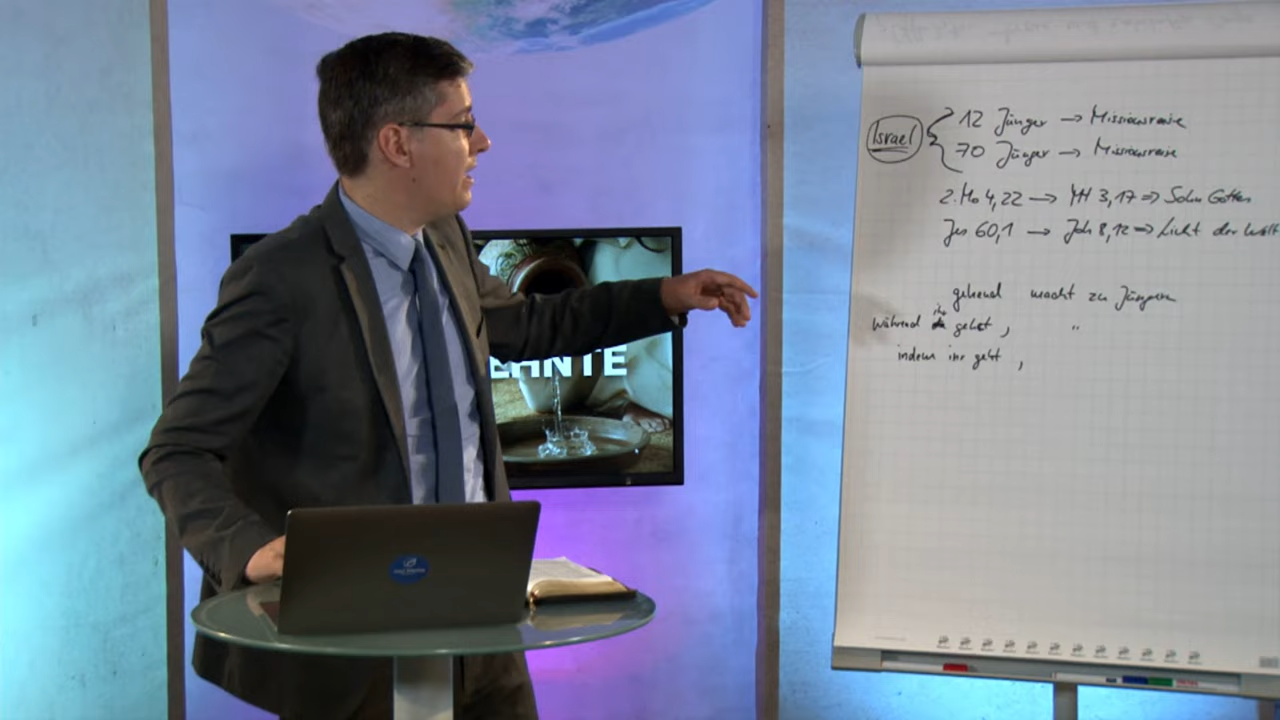 Israel
12 Jünger → Missionsreise
70 Jünger → Missionsreise
2. Mo 4,22 → Mt 3,17 => Sohn Gottes
Jes 60,1 → Joh 8,12 => Licht der Welt
gehend macht zu Jüngern
während ihr geht, "
indem ihr geht,
EHNTE